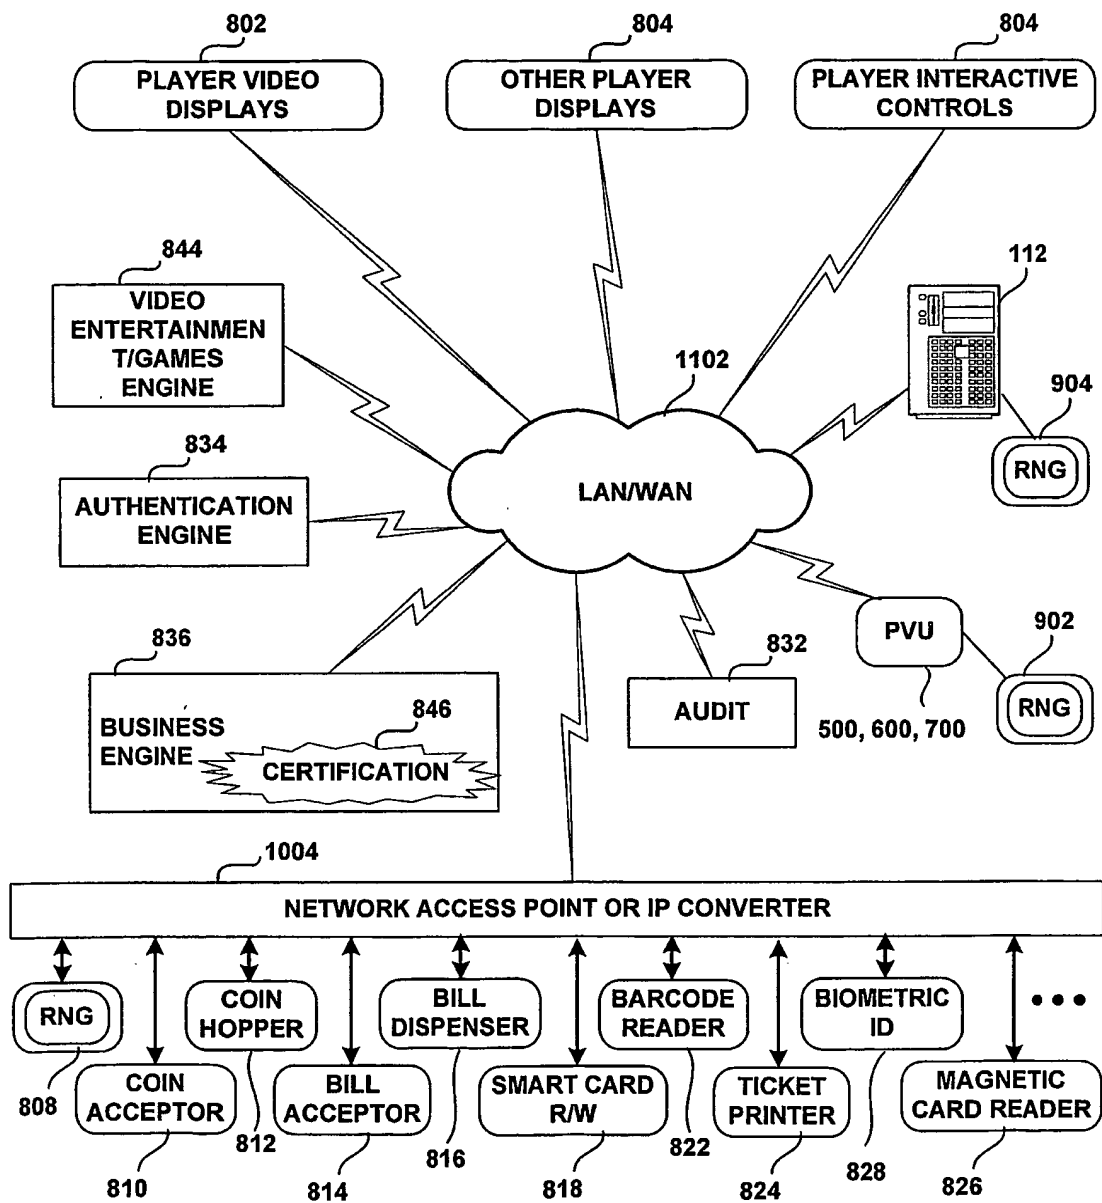 802
804
804
PLAYER VIDEO
DISPLAYS
OTHER PLAYER
DISPLAYS
PLAYER INTERACTIVE
CONTROLS
844
VIDEO
ENTERTAINMEN
T/GAMES
ENGINE
112
1102
904
RNG
834
AUTHENTICATION
ENGINE
LAN/WAN
PVU
902
RNG
500, 600, 700
836
BUSINESS
ENGINE
846
CERTIFICATION
832
AUDIT
1004
NETWORK ACCESS POINT OR IP CONVERTER
RNG
COIN
HOPPER
BILL
DISPENSER
BARCODE
READER
BIOMETRIC
ID
COIN
ACCEPTOR
BILL
ACCEPTOR
SMART CARD
R/W
TICKET
PRINTER
MAGNETIC
CARD READER
808
810
812
814
816
818
822
824
828
826